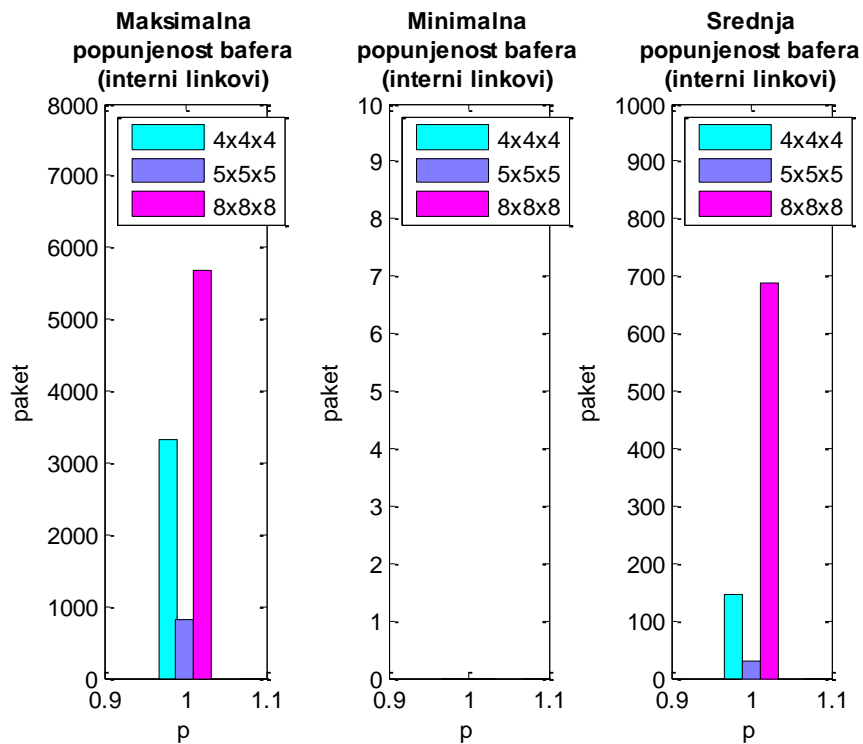 Maksimalna
popunjenost bafera
(interni linkovi)
8000
7000
6000
5000
4000
3000
2000
1000
0
paket
4x4x4
5x5x5
8x8x8
0.9
1
1.1
p
Minimalna
popunjenost bafera
(interni linkovi)
10
9
8
7
6
5
4
3
2
1
0
paket
4x4x4
5x5x5
8x8x8
0.9
1
1.1
p
Srednja
popunjenost bafera
(interni linkovi)
1000
900
800
700
600
500
400
300
200
100
0
paket
4x4x4
5x5x5
8x8x8
0.9
1
1.1
p